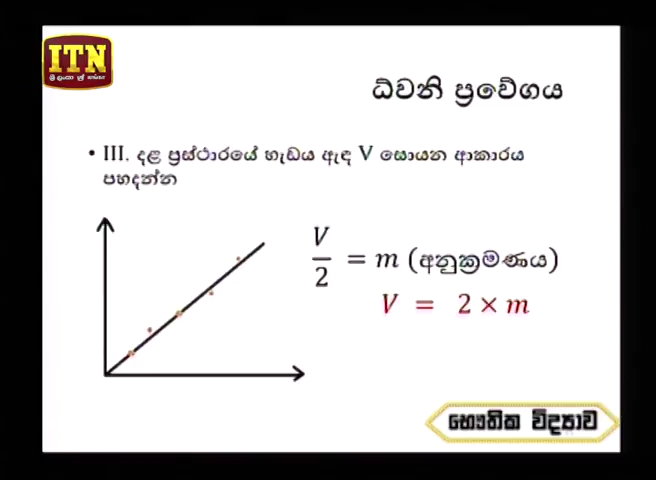 ITN
ධ්වනි ප්‍රවේගය
• III. දළ ප්‍රස්ථාරයේ හැඩය ඇඳ V සොයන ආකාරය
පහදන්න
V/2 = m (අනුක්‍රමණය)
V = 2 × m
භෞතික විද්‍යාව